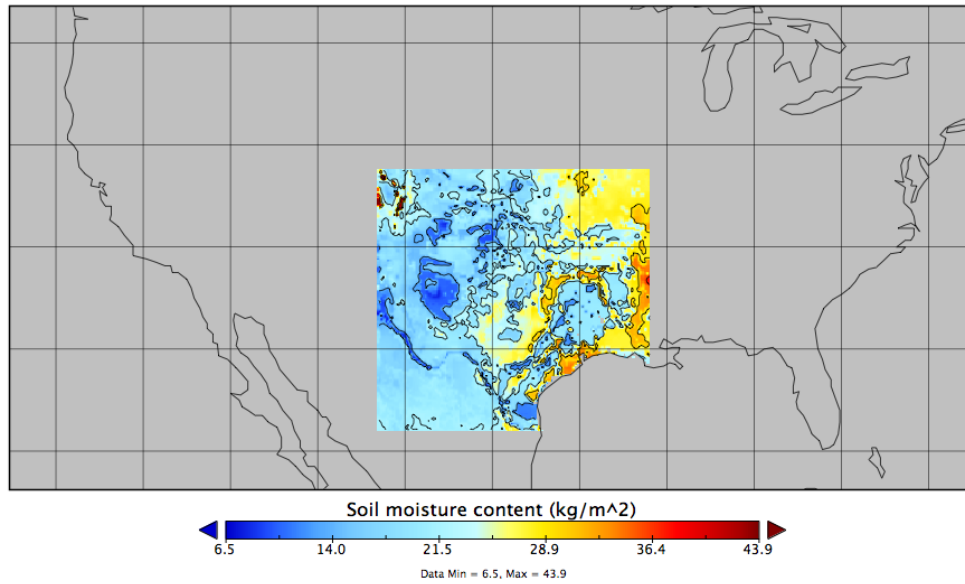 Soil moisture content (kg/m^2)
6.5 14.0 21.5 28.9 36.4 43.9
Data Min = 6.5, Max = 43.9